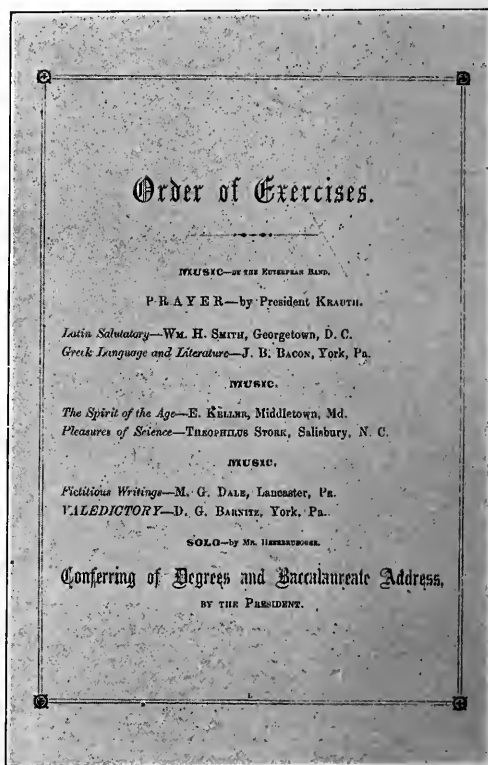 Order of Exercises.
MUSIC—BY THE EUTERPEAN BAND.
PRAYER—by President KRAUTH.
Latin Salutatory—WM. H. SMITH, Georgetown, D. C.
Greek Language and Literature—J. B. BACON, York, Pa.
MUSIC.
The Spirit of the Age—E. KELLER, Middletown, Md.
Pleasures of Science—THEOPHILUS STORK, Salisbury, N. C.
MUSIC.
Fictitious Writings—M. G. DALE, Lancaster, Pa.
VALEDICTORY—D. G. BARNITZ, York, Pa.
SOLO—by MR.
Conferring of Degrees and Baccalaureate Address,
BY THE PRESIDENT.